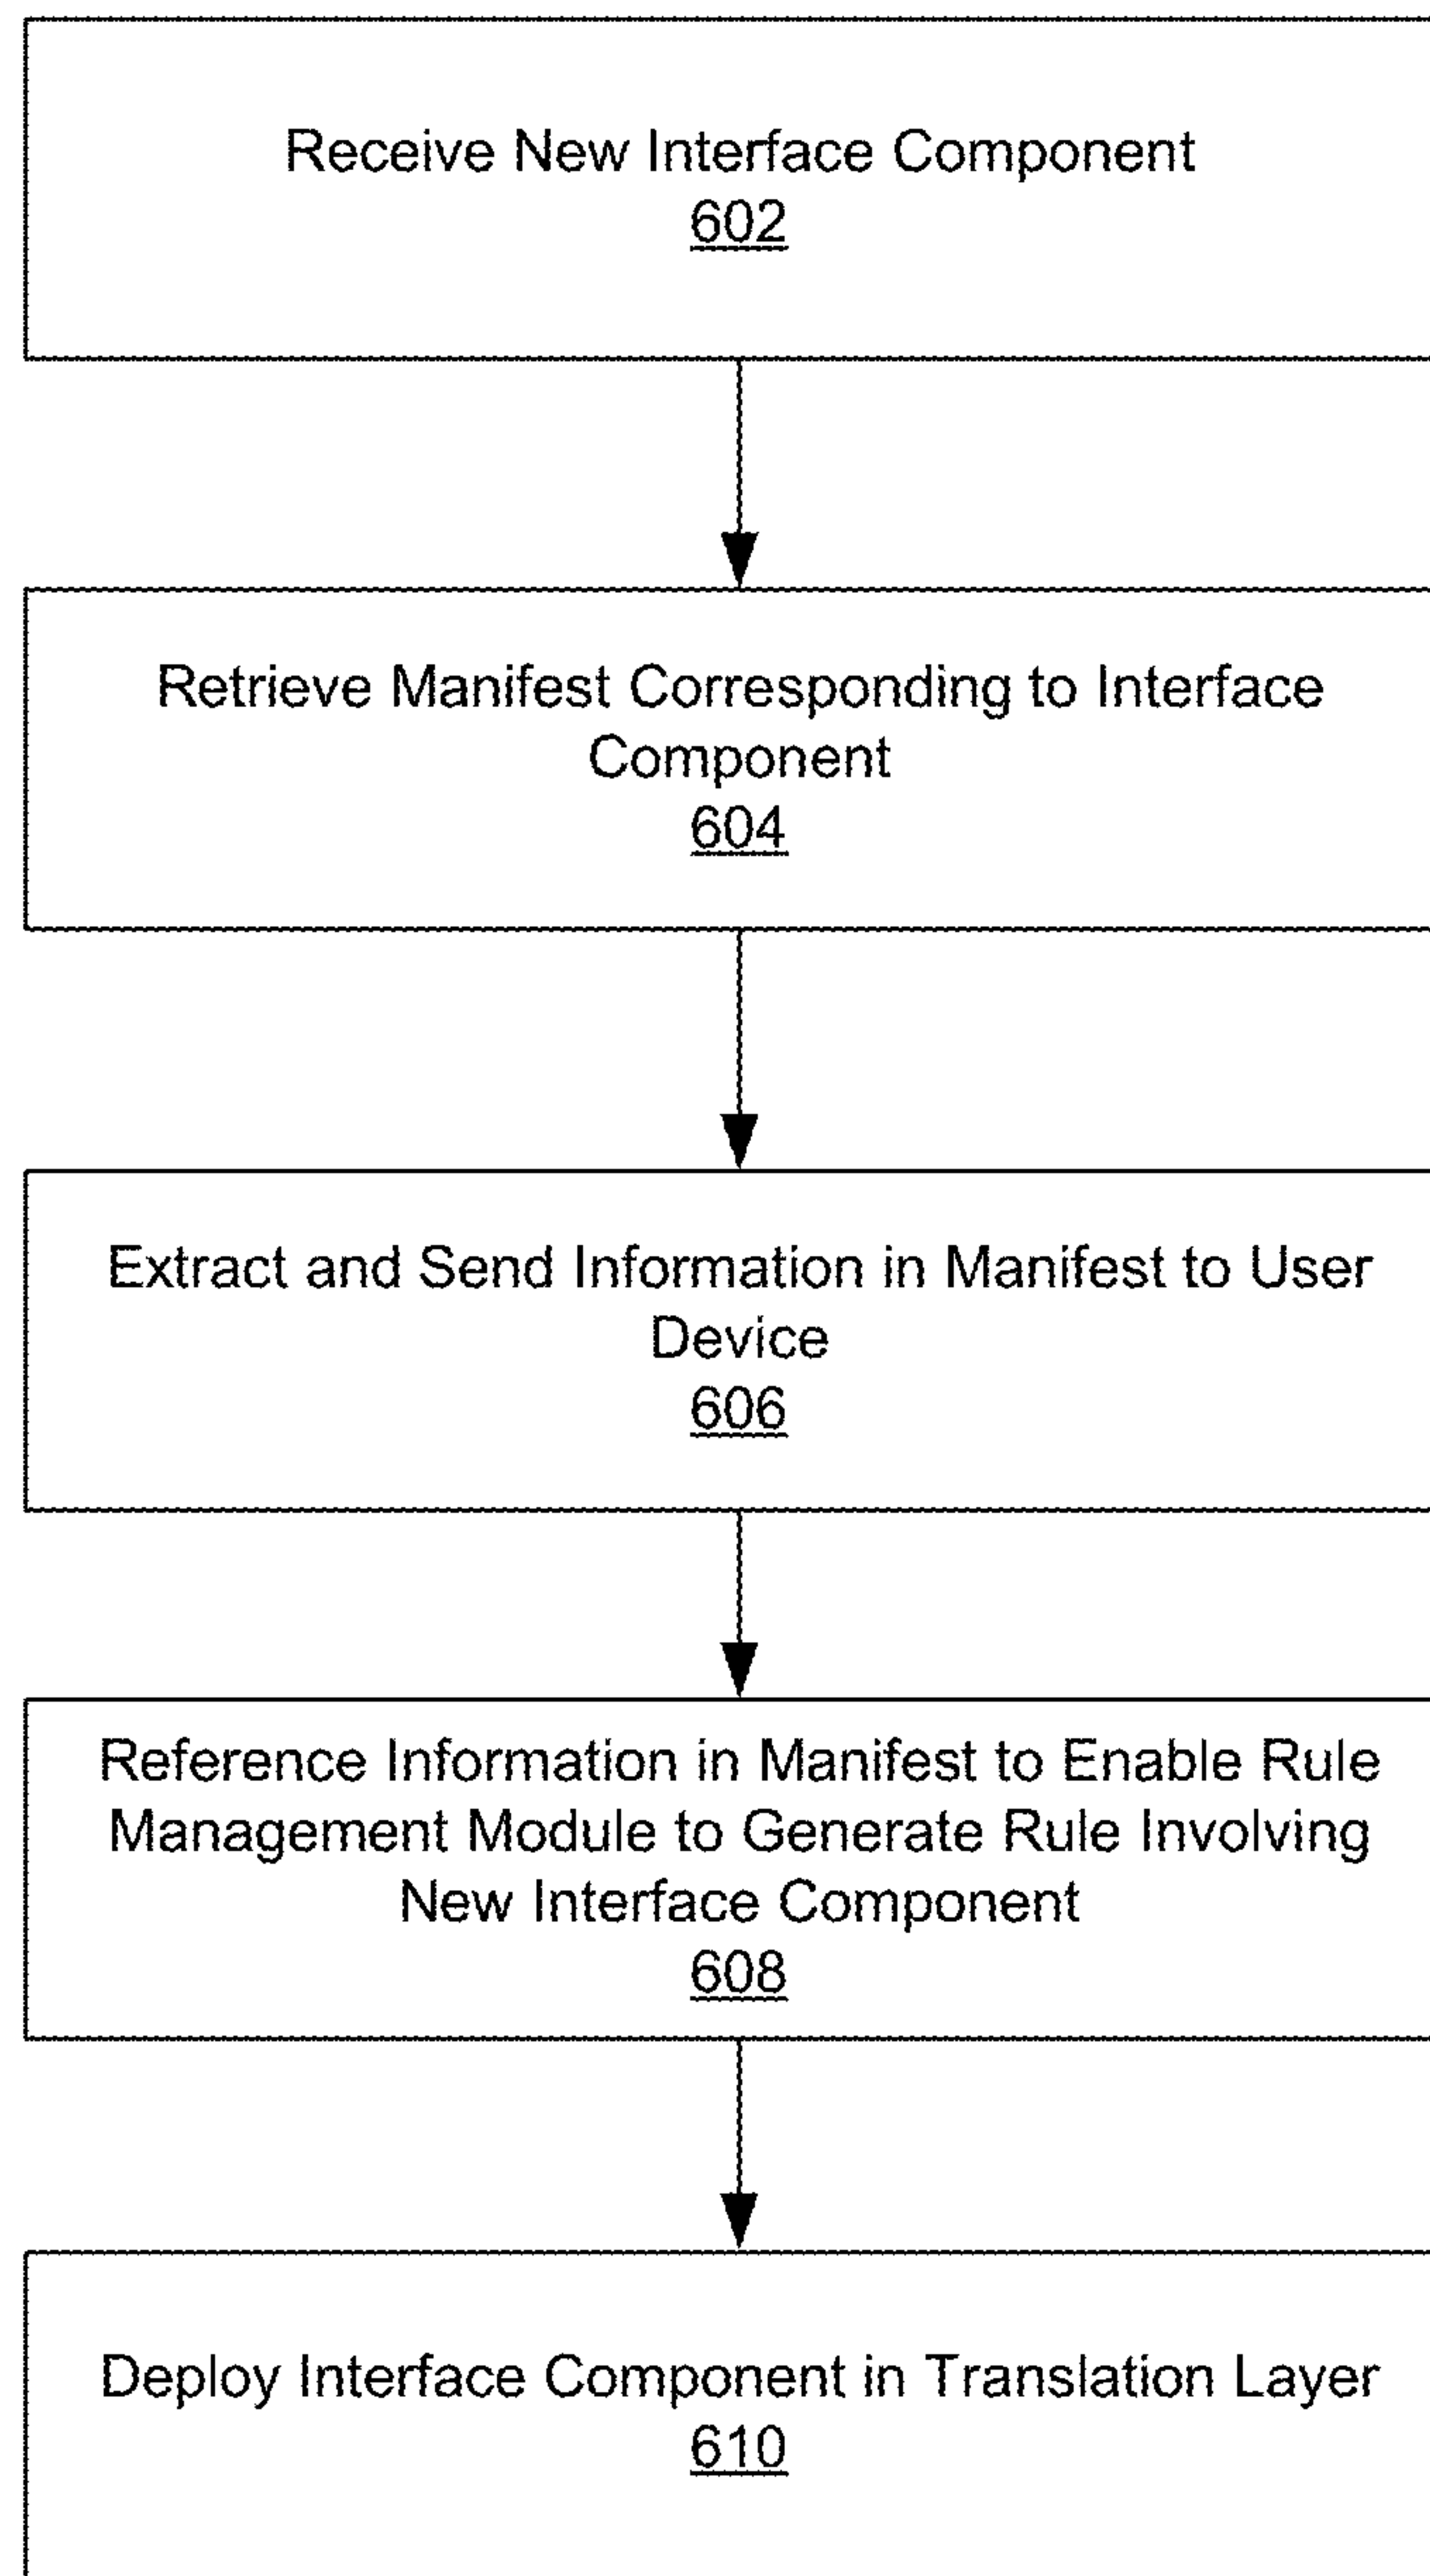 Receive New Interface Component
602
Retrieve Manifest Corresponding to Interface
Component
604
Extract and Send Information in Manifest to User
Device
606
Reference Information in Manifest to Enable Rule
Management Module to Generate Rule Involving
New Interface Component
608
Deploy Interface Component in Translation Layer
610